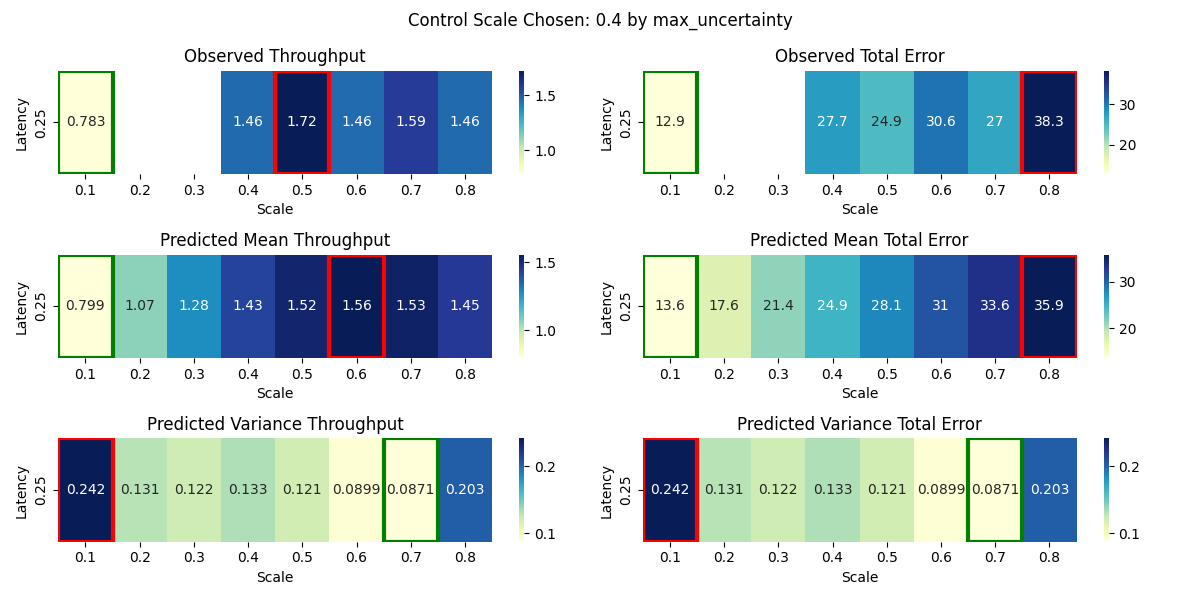 Control Scale Chosen: 0.4 by max_uncertainty
Observed Throughput
Latency
0.25
0.783 1.46 1.72 1.46 1.59 1.46
0.1 0.2 0.3 0.4 0.5 0.6 0.7 0.8
Scale
1.5
1.0
Observed Total Error
Latency
0.25
12.9 27.7 24.9 30.6 27 38.3
0.1 0.2 0.3 0.4 0.5 0.6 0.7 0.8
Scale
30
20
Predicted Mean Throughput
Latency
0.25
0.799 1.07 1.28 1.43 1.52 1.56 1.53 1.45
0.1 0.2 0.3 0.4 0.5 0.6 0.7 0.8
Scale
1.5
1.0
Predicted Mean Total Error
Latency
0.25
13.6 17.6 21.4 24.9 28.1 31 33.6 35.9
0.1 0.2 0.3 0.4 0.5 0.6 0.7 0.8
Scale
30
20
Predicted Variance Throughput
Latency
0.25
0.242 0.131 0.122 0.133 0.121 0.0899 0.0871 0.203
0.1 0.2 0.3 0.4 0.5 0.6 0.7 0.8
Scale
0.2
0.1
Predicted Variance Total Error
Latency
0.25
0.242 0.131 0.122 0.133 0.121 0.0899 0.0871 0.203
0.1 0.2 0.3 0.4 0.5 0.6 0.7 0.8
Scale
0.2
0.1